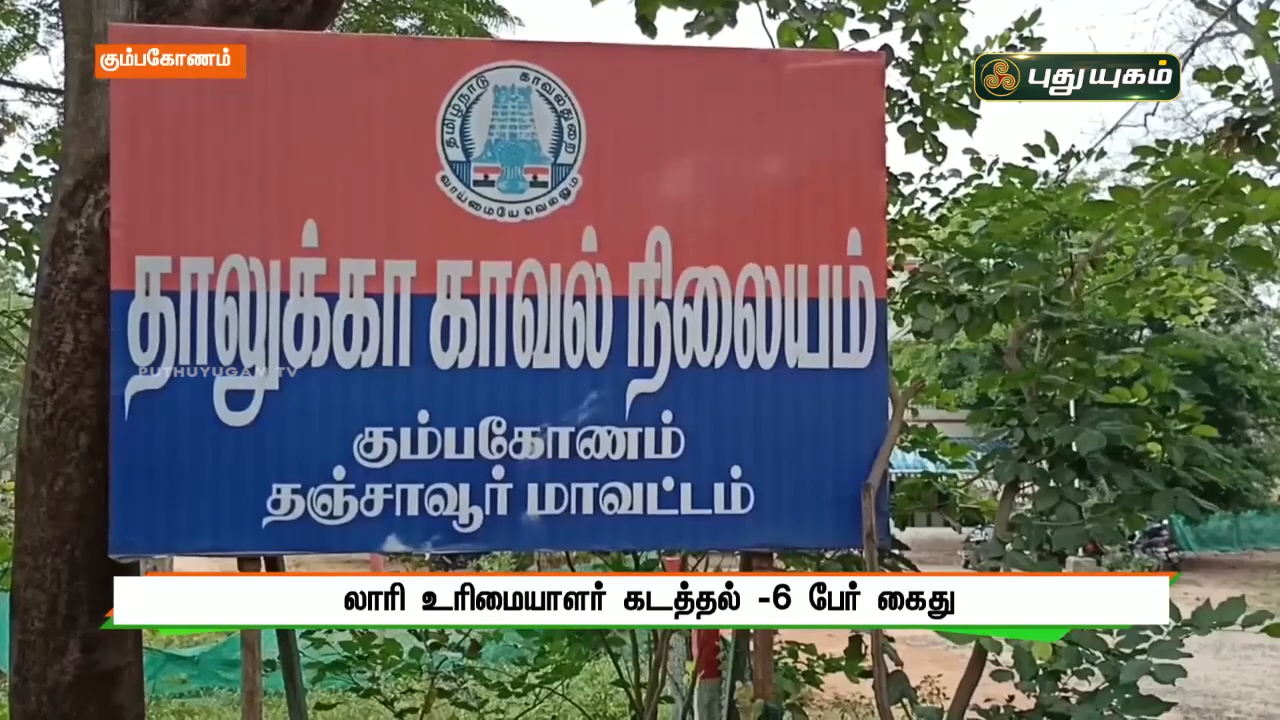 கும்பகோணம்
புதுயுகம்
தமிழ்நாடு காவல்துறை
வாய்மையே வெல்லும்
தாலுக்கா காவல் நிலையம்
PUTHUYUGAM TV
கும்பகோணம்
தஞ்சாவூர் மாவட்டம்
லாரி உரிமையாளர் கடத்தல் -6 பேர் கைது